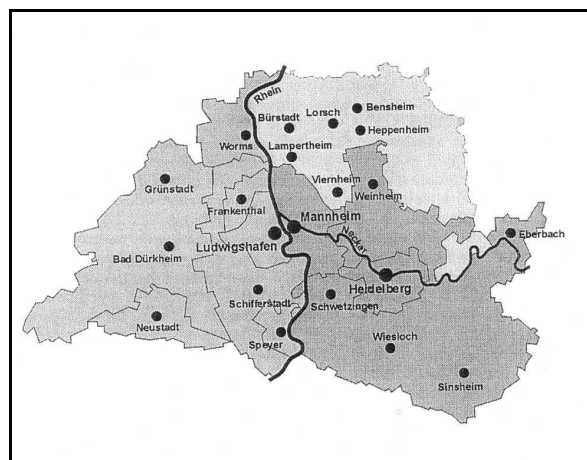 Rhein
Bensheim
Bürstadt
Lorsch
Heppenheim
Worms
Lampertheim
Grünstadt
Viernheim
Weinheim
Frankenthal
Mannheim
Ludwigshafen
Neckar
Eberbach
Bad Dürkheim
Heidelberg
Schifferstadt
Schwetzingen
Neustadt
Speyer
Wiesloch
Sinsheim